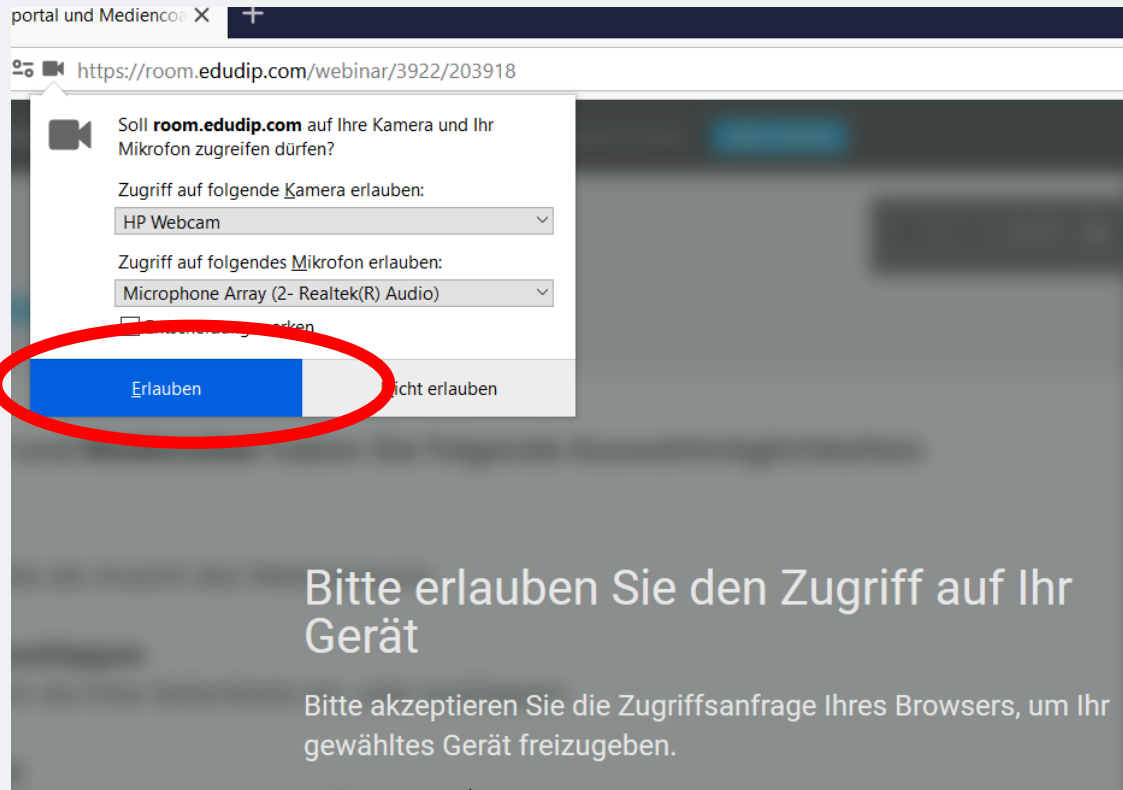 portal und Medienc
https://room.edudip.com/webinar/3922/203918
Soll room.edudip.com auf Ihre Kamera und Ihr
Mikrofon zugreifen dürfen?
Zugriff auf folgende Kamera erlauben:
HP Webcam
Zugriff auf folgendes Mikrofon erlauben:
Microphone Array (2- Realtek(R) Audio)
Erlauben
erlauben
Bitte erlauben Sie den Zugriff auf Ihr
Gerät
Bitte akzeptieren Sie die Zugriffsanfrage Ihres Browsers, um Ihr
gewähltes Gerät freizugeben.